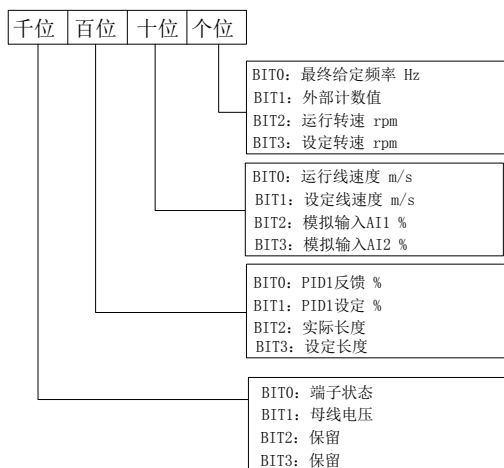 千位 百位 十位 个位
BIT0: 最终给定频率 Hz
BIT1: 外部计数值
BIT2: 运行转速 rpm
BIT3: 设定转速 rpm
BIT0: 运行线速度 m/s
BIT1: 设定线速度 m/s
BIT2: 模拟输入AI1 %
BIT3: 模拟输入AI2 %
BIT0: PID1反馈 %
BIT1: PID1设定 %
BIT2: 实际长度
BIT3: 设定长度
BIT0: 端子状态
BIT1: 母线电压
BIT2: 保留
BIT3: 保留